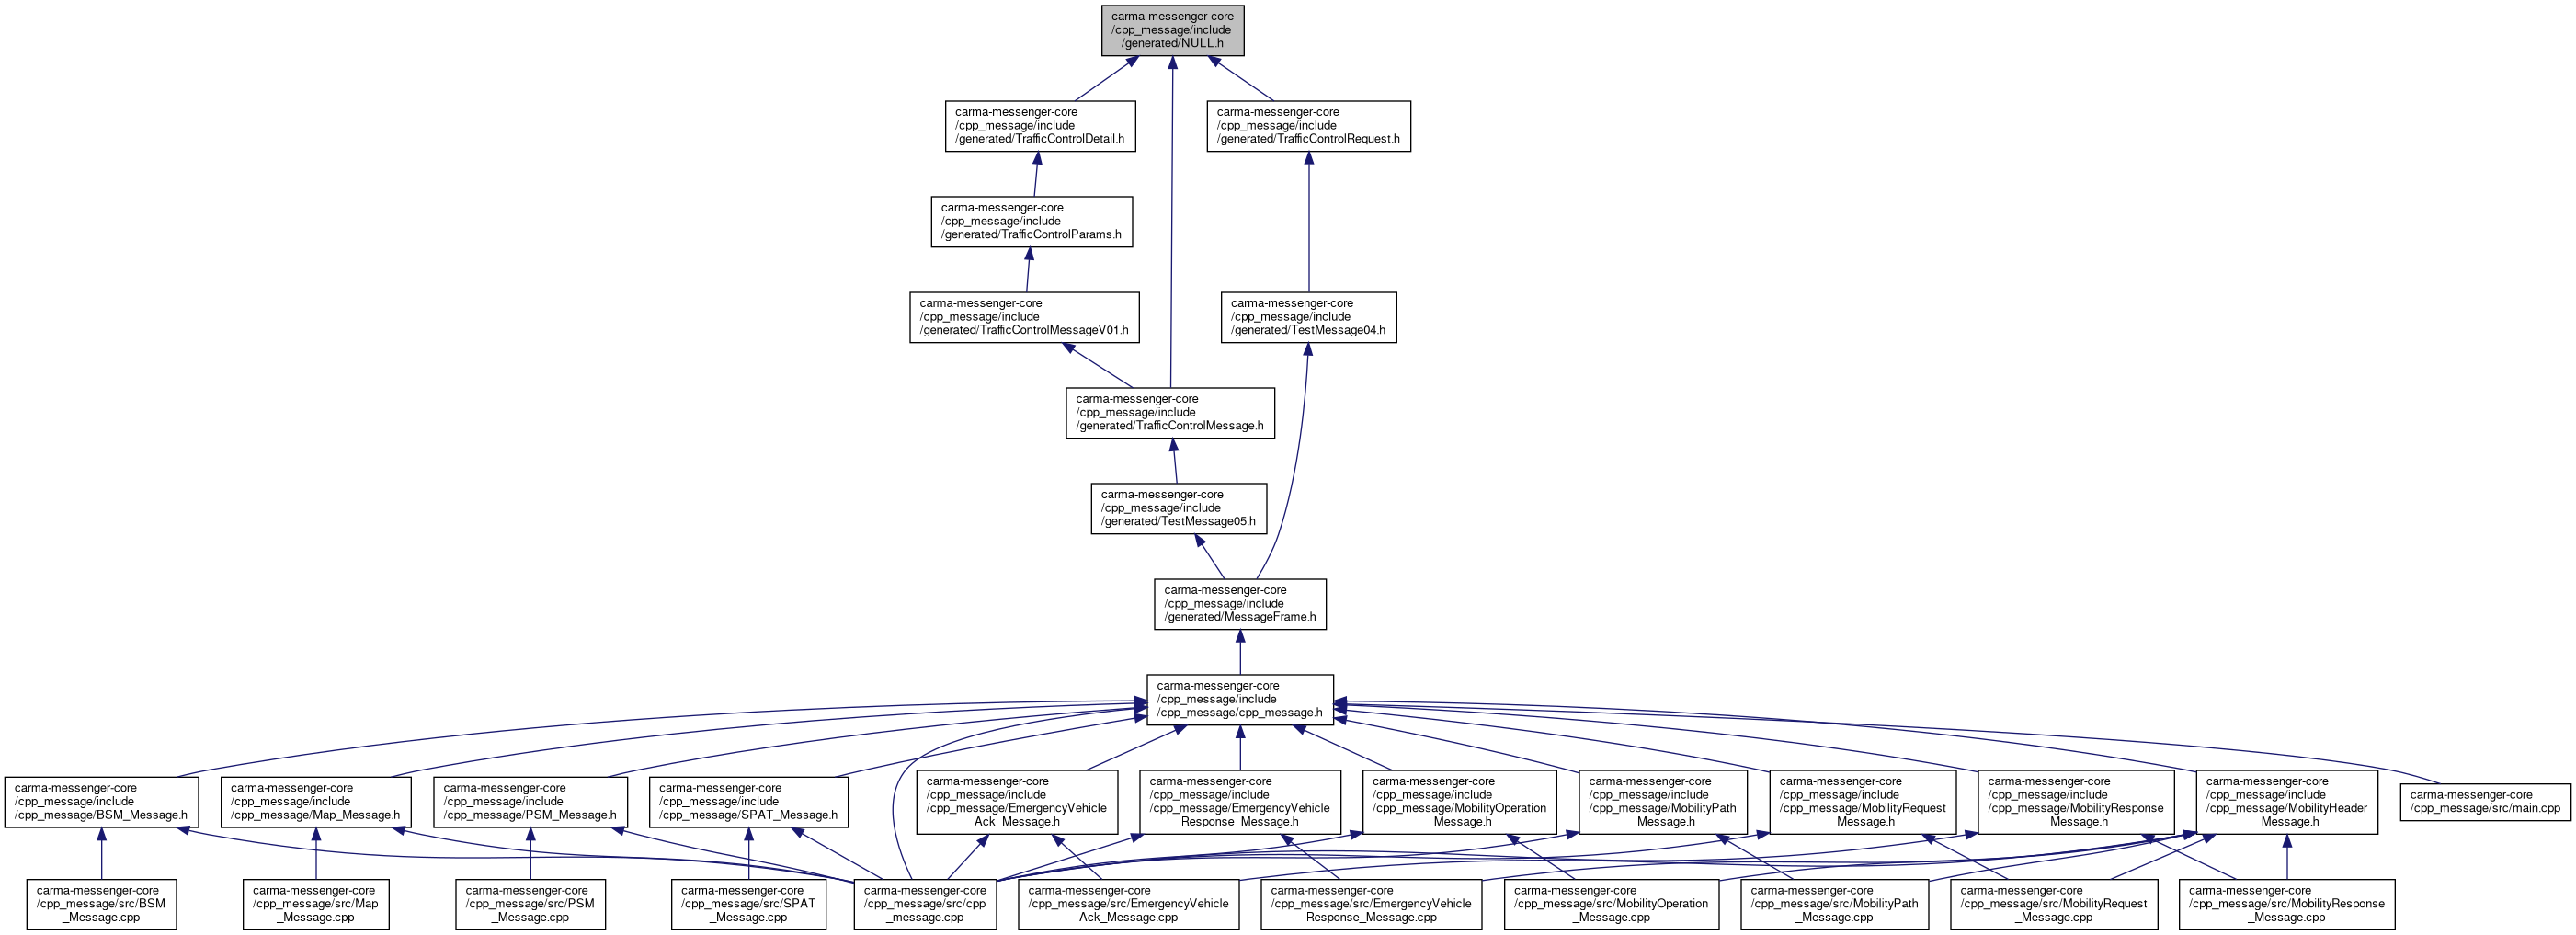 carma-messenger-core
/cpp_message/include
/generated/NULL.h
carma-messenger-core
/cpp_message/include
/generated/TrafficControlDetail.h
carma-messenger-core
/cpp_message/include
/generated/TrafficControlRequest.h
carma-messenger-core
/cpp_message/include
/generated/TrafficControlParams.h
carma-messenger-core
/cpp_message/include
/generated/TrafficControlMessageV01.h
carma-messenger-core
/cpp_message/include
/generated/TestMessage04.h
carma-messenger-core
/cpp_message/include
/generated/TrafficControlMessage.h
carma-messenger-core
/cpp_message/include
/generated/TestMessage05.h
carma-messenger-core
/cpp_message/include
/generated/MessageFrame.h
carma-messenger-core
/cpp_message/include
/cpp_message/cpp_message.h
carma-messenger-core
/cpp_message/include
/cpp_message/BSM_Message.h
carma-messenger-core
/cpp_message/include
/cpp_message/Map_Message.h
carma-messenger-core
/cpp_message/include
/cpp_message/PSM_Message.h
carma-messenger-core
/cpp_message/include
/cpp_message/SPAT_Message.h
carma-messenger-core
/cpp_message/include
/cpp_message/EmergencyVehicle
Ack_Message.h
carma-messenger-core
/cpp_message/include
/cpp_message/EmergencyVehicle
Response_Message.h
carma-messenger-core
/cpp_message/include
/cpp_message/MobilityOperation
_Message.h
carma-messenger-core
/cpp_message/include
/cpp_message/MobilityPath
_Message.h
carma-messenger-core
/cpp_message/include
/cpp_message/MobilityRequest
_Message.h
carma-messenger-core
/cpp_message/include
/cpp_message/MobilityResponse
_Message.h
carma-messenger-core
/cpp_message/include
/cpp_message/MobilityHeader
_Message.h
carma-messenger-core
/cpp_message/src/main.cpp
carma-messenger-core
/cpp_message/src/BSM
_Message.cpp
carma-messenger-core
/cpp_message/src/Map
_Message.cpp
carma-messenger-core
/cpp_message/src/PSM
_Message.cpp
carma-messenger-core
/cpp_message/src/SPAT
_Message.cpp
carma-messenger-core
/cpp_message/src/cpp
_message.cpp
carma-messenger-core
/cpp_message/src/EmergencyVehicle
Ack_Message.cpp
carma-messenger-core
/cpp_message/src/EmergencyVehicle
Response_Message.cpp
carma-messenger-core
/cpp_message/src/MobilityOperation
_Message.cpp
carma-messenger-core
/cpp_message/src/MobilityPath
_Message.cpp
carma-messenger-core
/cpp_message/src/MobilityRequest
_Message.cpp
carma-messenger-core
/cpp_message/src/MobilityResponse
_Message.cpp